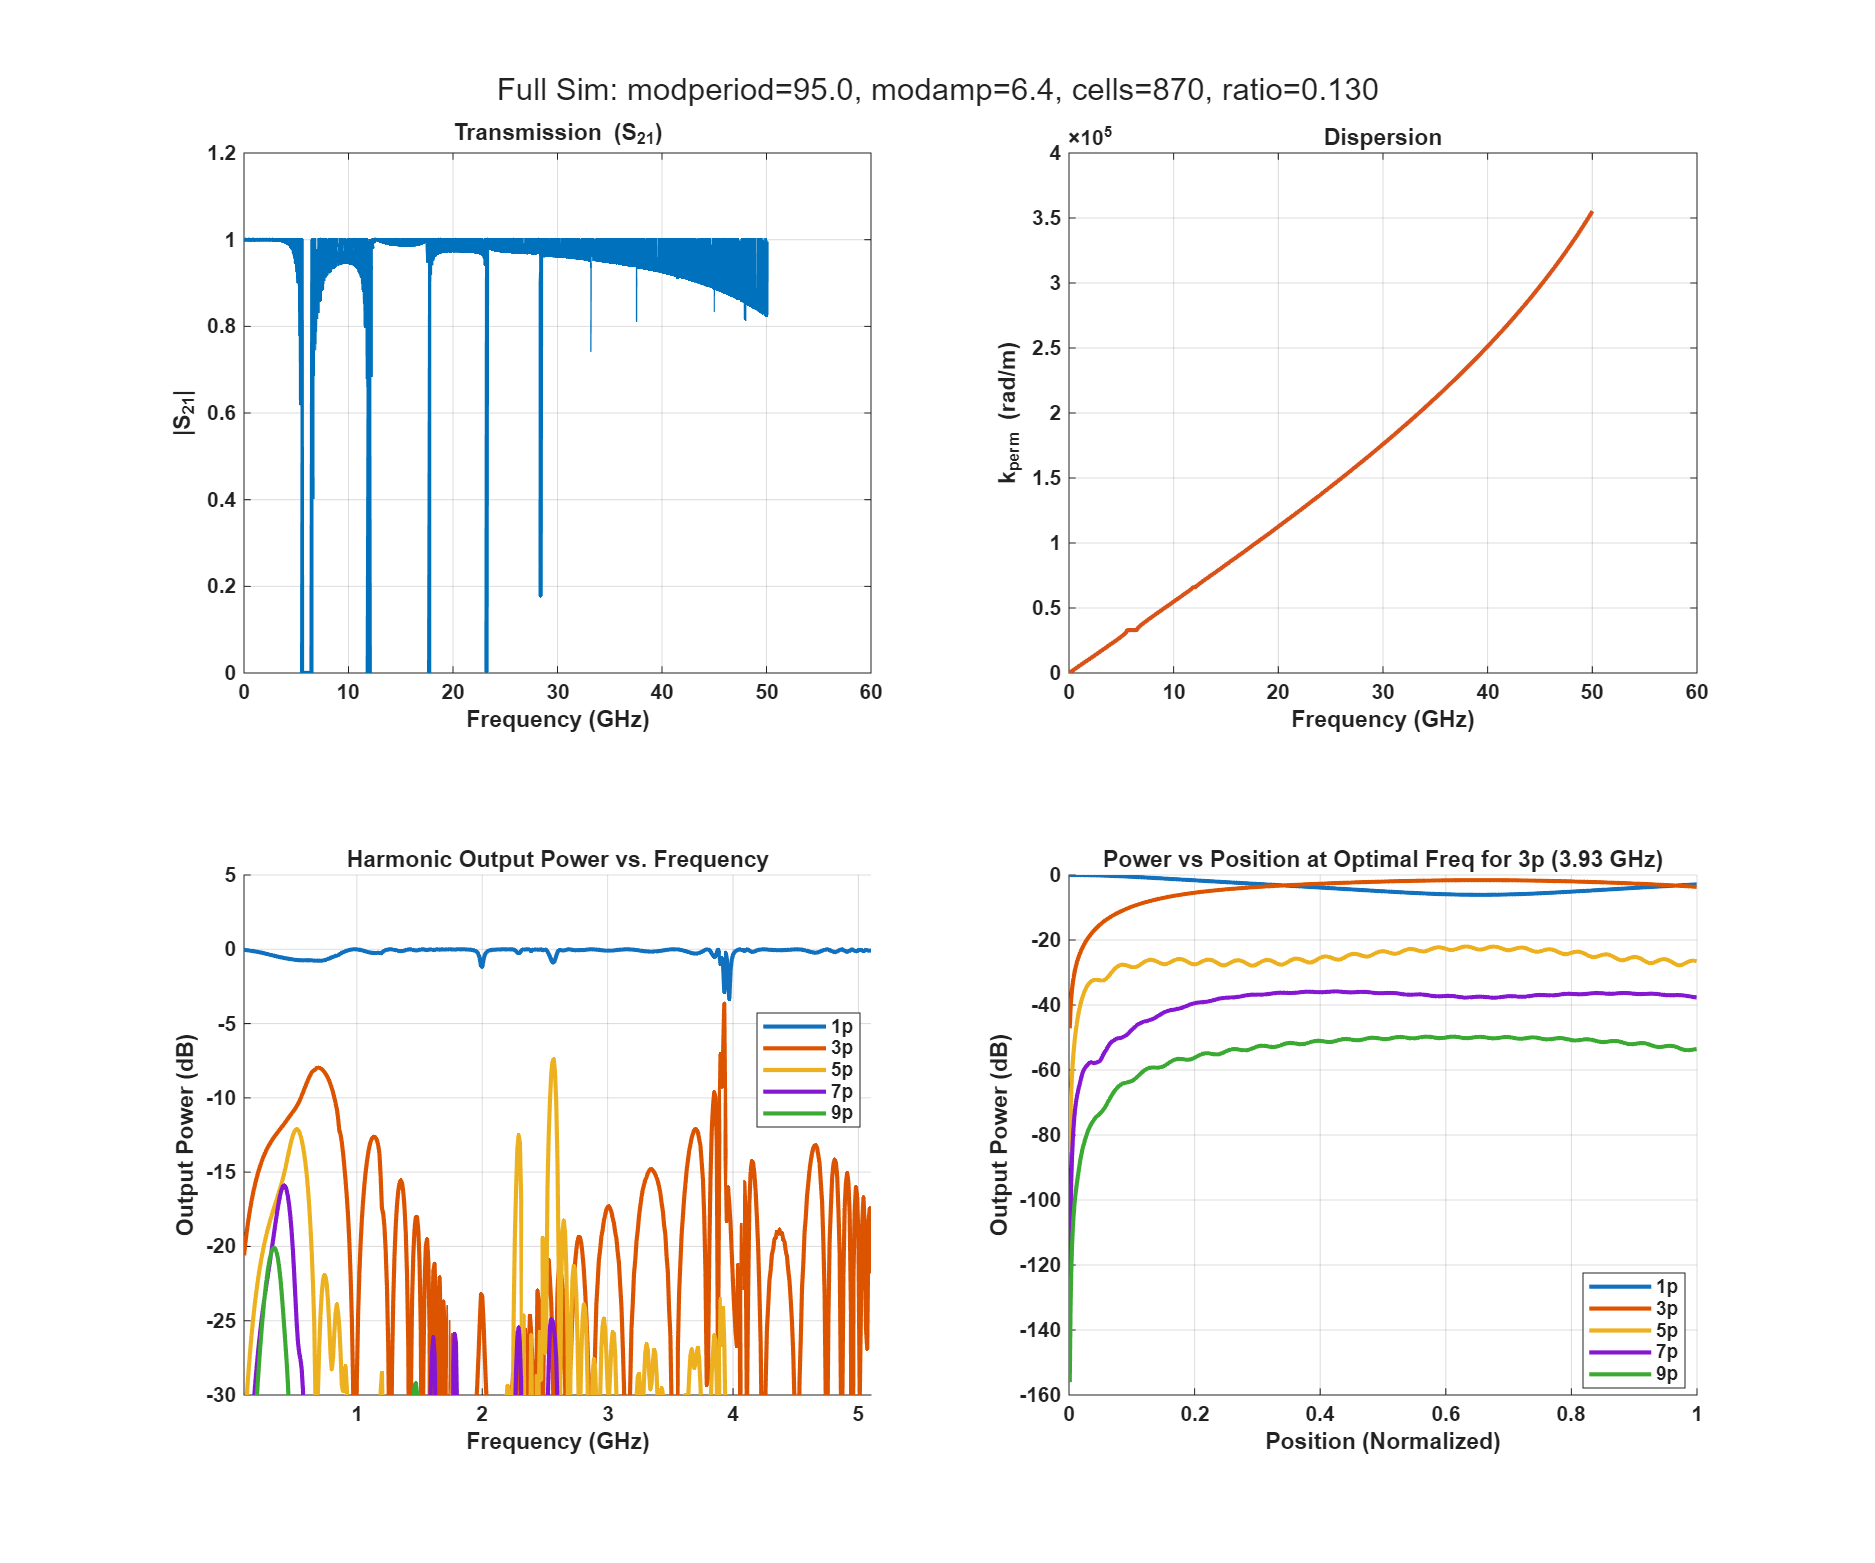 Full Sim: modperiod=95.0, modamp=6.4, cells=870, ratio=0.130
Transmission (S21)
1.2
1
0.8
0.6
0.4
0.2
0
|S21|
0 10 20 30 40 50 60
Frequency (GHz)
×10^5
Dispersion
4
3.5
3
2.5
2
1.5
1
0.5
0
kperm (rad/m)
0 10 20 30 40 50 60
Frequency (GHz)
Harmonic Output Power vs. Frequency
5
0
-5
-10
-15
-20
-25
-30
Output Power (dB)
1p
3p
5p
7p
9p
1 2 3 4 5
Frequency (GHz)
Power vs Position at Optimal Freq for 3p (3.93 GHz)
0
-20
-40
-60
-80
-100
-120
-140
-160
Output Power (dB)
1p
3p
5p
7p
9p
0 0.2 0.4 0.6 0.8 1
Position (Normalized)